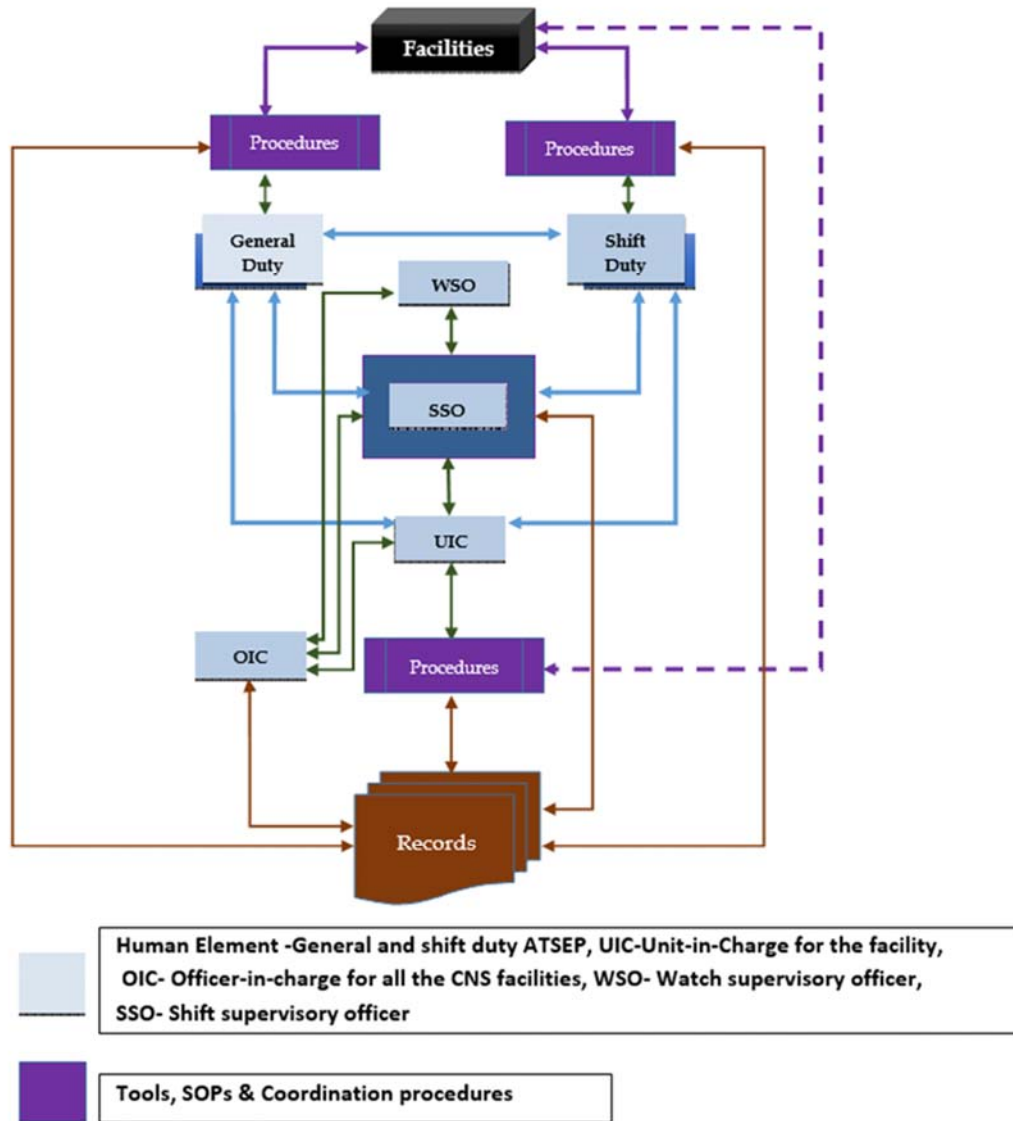 Facilities
Procedures
Procedures
General
Duty
Shift
Duty
WSO
SSO
UIC
OIC
Procedures
Records
Human Element -General and shift duty ATSEP, UIC-Unit-in-Charge for the facility,
OIC- Officer-in-charge for all the CNS facilities, WSO- Watch supervisory officer,
SSO- Shift supervisory officer
Tools, SOPs & Coordination procedures